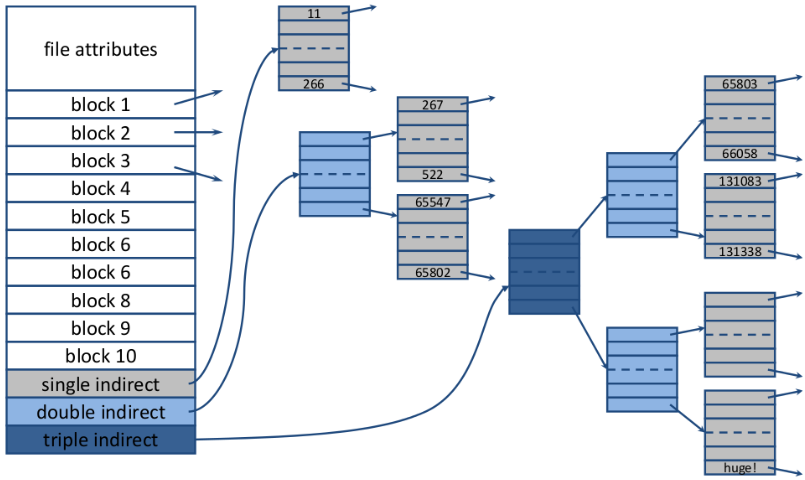 file attributes
block 1
block 2
block 3
block 4
block 5
block 6
block 6
block 8
block 9
block 10
single indirect
double indirect
triple indirect
11
266
267
522
65547
65802
65803
66058
131083
131338
huge!